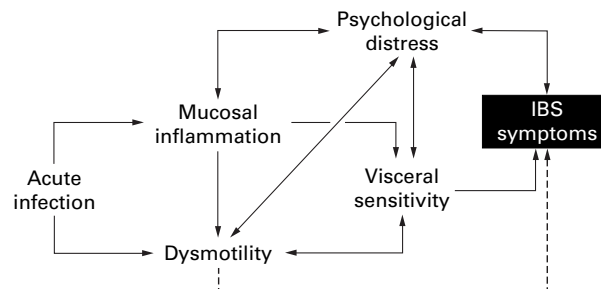 Psychological
distress
Mucosal
inflammation
IBS
symptoms
Acute
infection
Visceral
sensitivity
Dysmotility